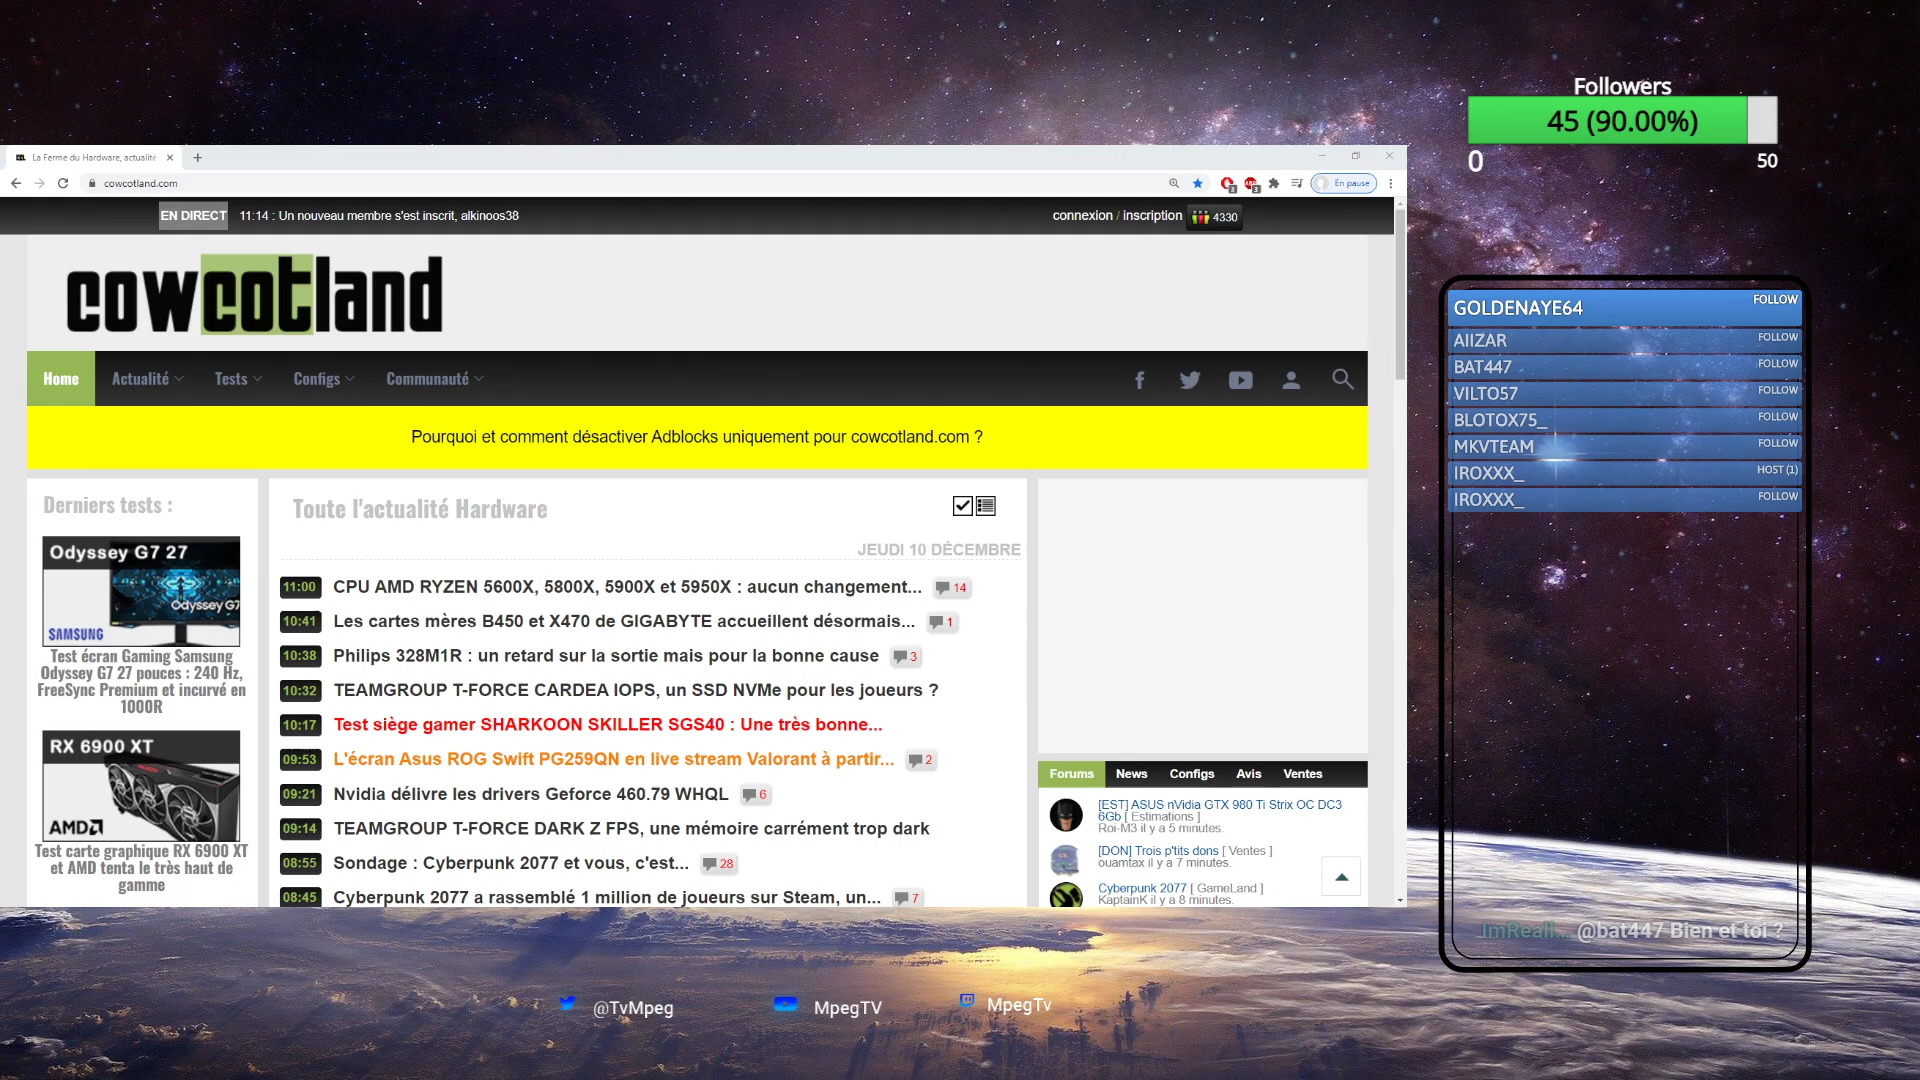 Followers
45 (90.00%)
0
50
La Ferme du Hardware, actualité
cowcotland.com
En pause
EN DIRECT
11:14 : Un nouveau membre s'est inscrit, alkinoos38
connexion / inscription
4330
cowcotland
Home
Actualité
Tests
Configs
Communauté
Pourquoi et comment désactiver Adblocks uniquement pour cowcotland.com ?
Derniers tests :
Odyssey G7 27
Odyssey G7
SAMSUNG
Test écran Gaming Samsung
Odyssey G7 27 pouces : 240 Hz,
FreeSync Premium et incurvé en
1000R
RX 6900 XT
AMD
Test carte graphique RX 6900 XT
et AMD tenta le très haut de
gamme
Toute l'actualité Hardware
JEUDI 10 DÉCEMBRE
11:00 CPU AMD RYZEN 5600X, 5800X, 5900X et 5950X : aucun changement... 14
10:41 Les cartes mères B450 et X470 de GIGABYTE accueillent désormais... 1
10:38 Philips 328M1R : un retard sur la sortie mais pour la bonne cause 3
10:32 TEAMGROUP T-FORCE CARDEA IOPS, un SSD NVMe pour les joueurs ?
10:17 Test siège gamer SHARKOON SKILLER SGS40 : Une très bonne...
09:53 L'écran Asus ROG Swift PG259QN en live stream Valorant à partir... 2
09:21 Nvidia délivre les drivers Geforce 460.79 WHQL 6
09:14 TEAMGROUP T-FORCE DARK Z FPS, une mémoire carrément trop dark
08:55 Sondage : Cyberpunk 2077 et vous, c'est... 28
08:45 Cyberpunk 2077 a rassemblé 1 million de joueurs sur Steam, un... 7
Forums
News
Configs
Avis
Ventes
[EST] ASUS nVidia GTX 980 Ti Strix OC DC3
6Gb [ Estimations ]
Roi-M3 il y a 5 minutes.
[DON] Trois p'tits dons [ Ventes ]
ouamtax il y a 7 minutes.
Cyberpunk 2077 [ GameLand ]
KaptainK il y a 8 minutes.
GOLDENAYE64 FOLLOW
AIIZAR FOLLOW
BAT447 FOLLOW
VILTO57 FOLLOW
BLOTOX75_ FOLLOW
MKVTEAM FOLLOW
IROXXX_ HOST (1)
IROXXX_ FOLLOW
ImReall... @bat447 Bien et toi ?
@TvMpeg
MpegTV
MpegTv